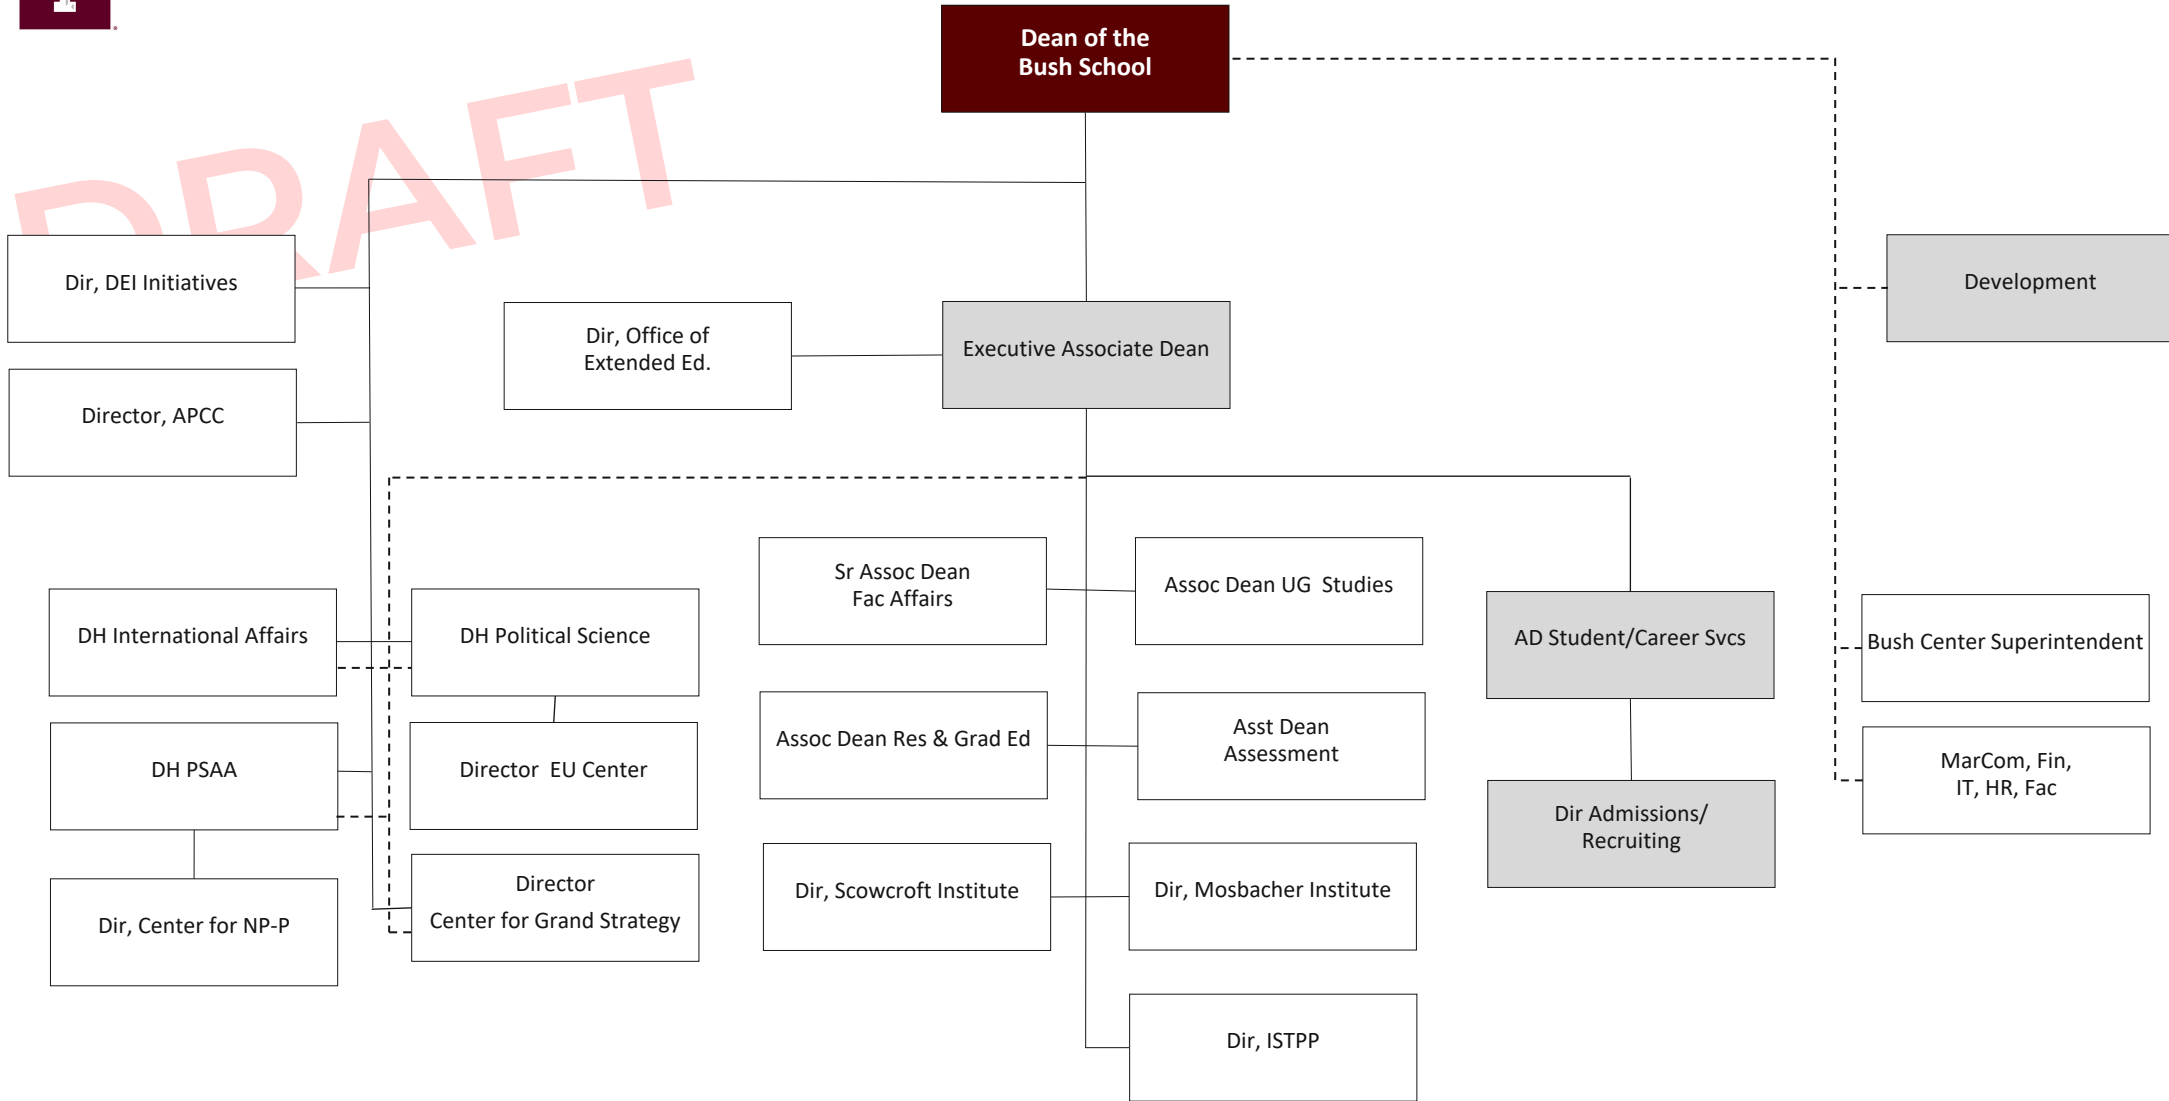 Dean of the
Bush School
DRAFT
Dir, DEI Initiatives
Development
Dir, Office of
Extended Ed.
Executive Associate Dean
Director, APCC
Sr Assoc Dean
Fac Affairs
Assoc Dean UG  Studies
DH International Affairs
DH Political Science
AD Student/Career Svcs
Bush Center Superintendent
Assoc Dean Res & Grad Ed
Asst Dean
Assessment
DH PSAA
Director  EU Center
MarCom, Fin,
IT, HR, Fac
Dir Admissions/
Recruiting
Dir, Scowcroft Institute
Dir, Mosbacher Institute
Director
Center for Grand Strategy
Dir, Center for NP-P
Dir, ISTPP